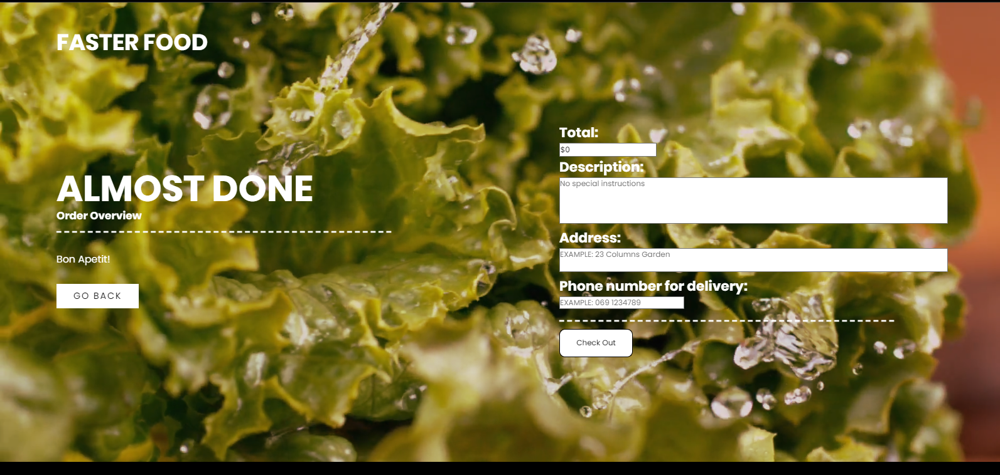 FASTER FOOD
ALMOST DONE
Order Overview
Bon Apetit!
GO BACK
Total:
$0
Description:
No special instructions
Address:
EXAMPLE: 23 Columns Garden
Phone number for delivery:
EXAMPLE: 069 1234789
Check Out